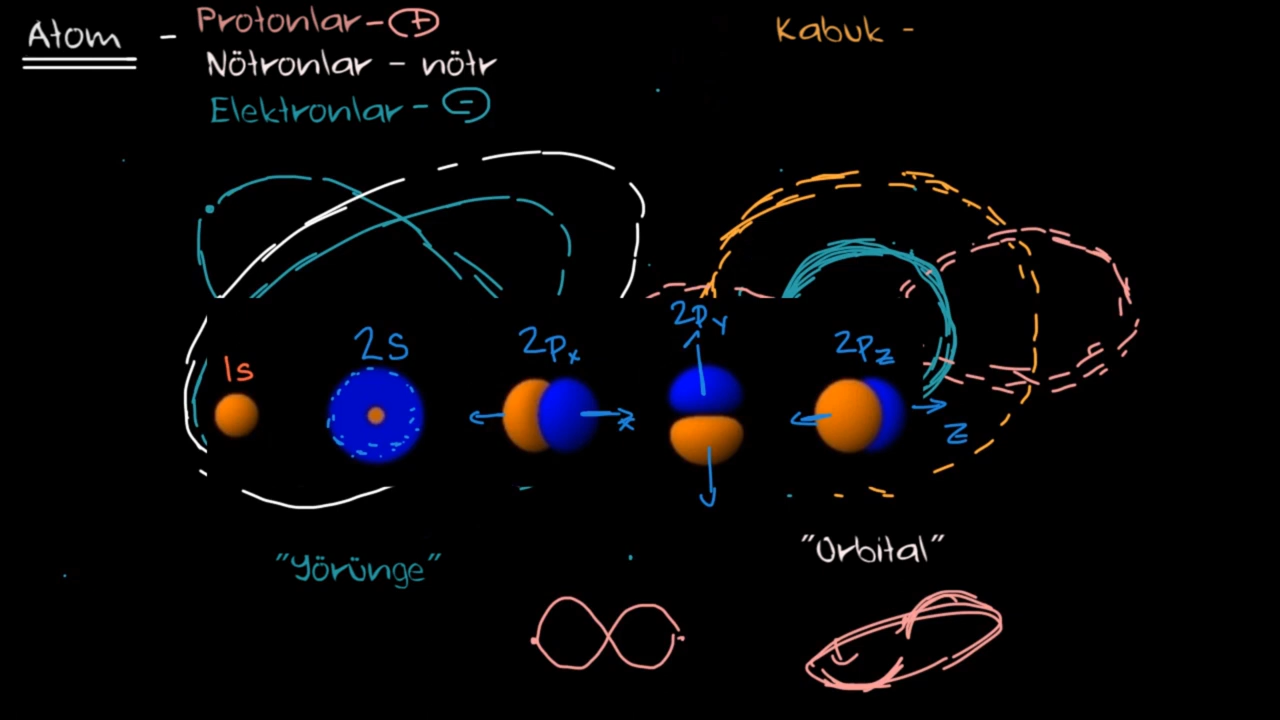 Atom - Protonlar - +
Nötronlar - nötr
Elektronlar - -
Kabuk -
1s
2s
2px
2py
2pz
x
z
"Yörünge"
"Orbital"